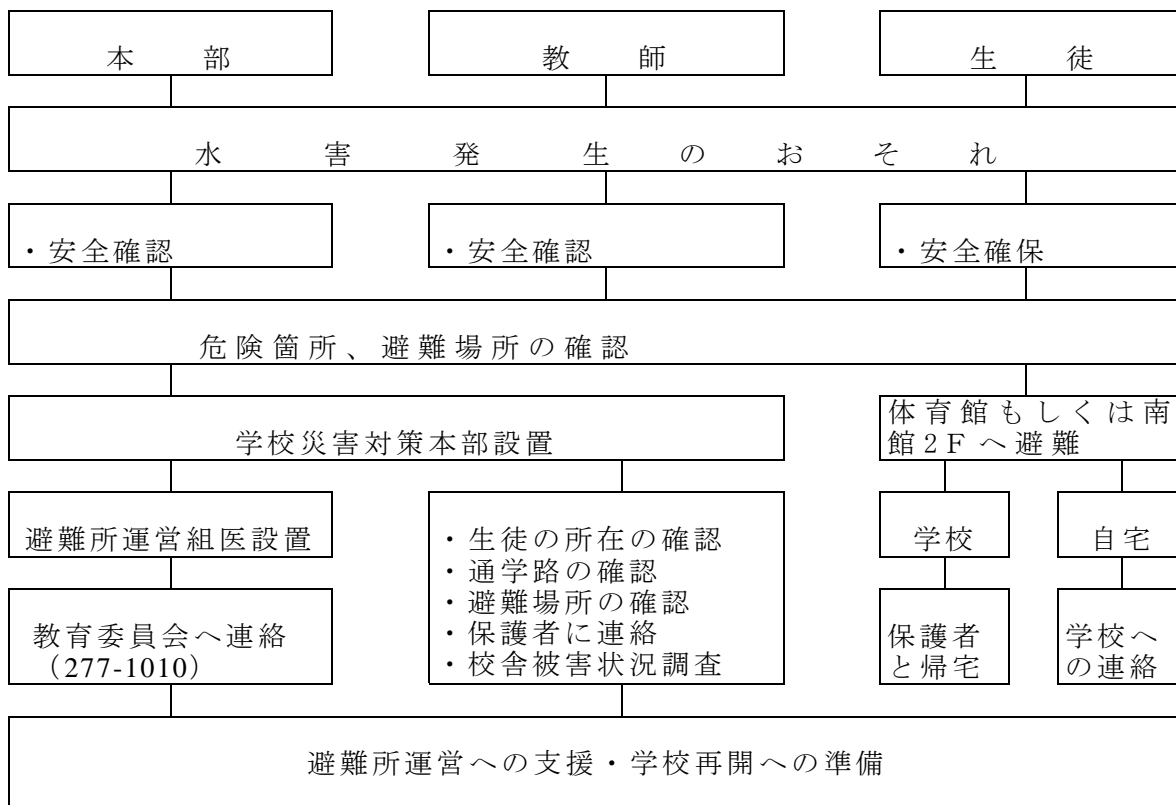 本部
教師
生徒
水害発生のおそれ
・安全確認
・安全確認
・安全確保
危険箇所、避難場所の確認
学校災害対策本部設置
体育館もしくは南
館2Fへ避難
避難所運営組医設置
・生徒の所在の確認
・通学路の確認
・避難場所の確認
・保護者に連絡
・校舎被害状況調査
学校
自宅
教育委員会へ連絡
（277-1010）
保護者
と帰宅
学校へ
の連絡
避難所運営への支援・学校再開への準備